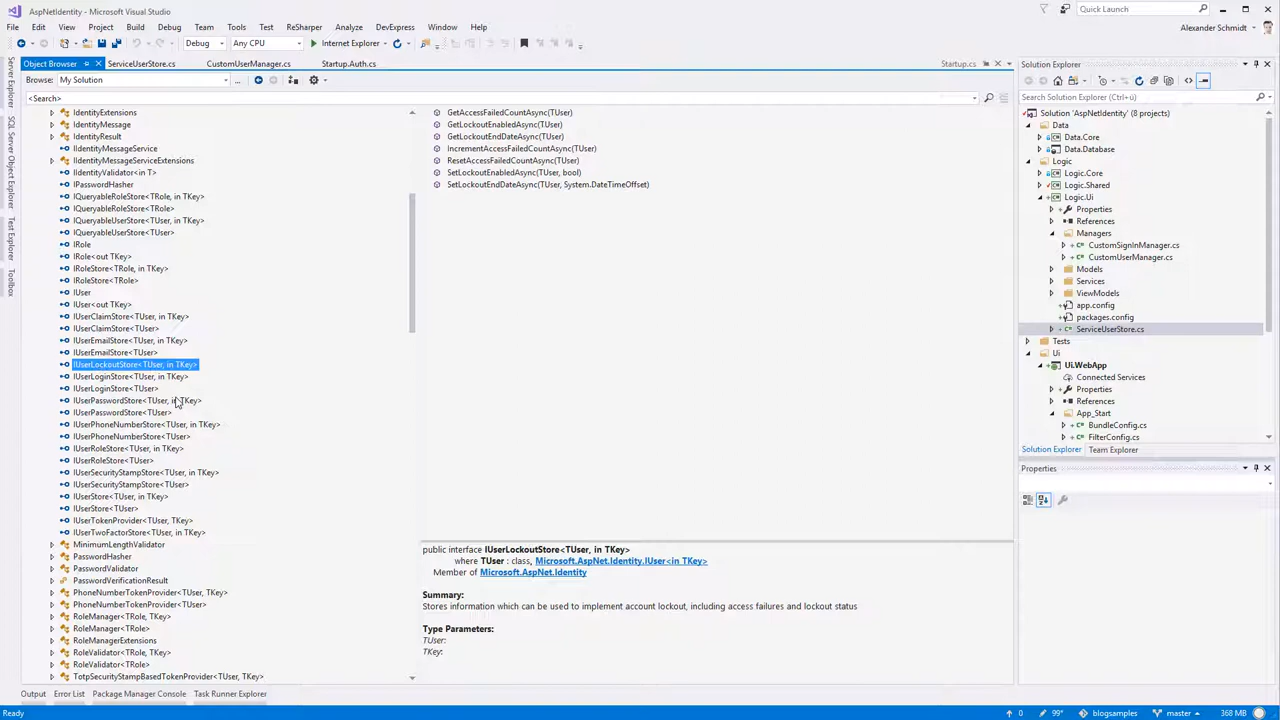 AspNetIdentity - Microsoft Visual Studio
Quick Launch
File Edit View Project Build Debug Team Tools Test ReSharper Analyze DevExpress Window Help
Alexander Schmidt
Debug Any CPU Internet Explorer
Object Browser ServiceUserStore.cs CustomUserManager.cs Startup.Auth.cs Startup.cs
Browse: My Solution ...
<Search>
Server Explorer
SQL Server Object Explorer
Test Explorer
Toolbox
IdentityExtensions
IdentityMessage
IdentityResult
IIdentityMessageService
IIdentityMessageServiceExtensions
IIdentityValidator<in T>
IPasswordHasher
IQueryableRoleStore<TRole, in TKey>
IQueryableRoleStore<TRole>
IQueryableUserStore<TUser, in TKey>
IQueryableUserStore<TUser>
IRole
IRole<out TKey>
IRoleStore<TRole, in TKey>
IRoleStore<TRole>
IUser
IUser<out TKey>
IUserClaimStore<TUser, in TKey>
IUserClaimStore<TUser>
IUserEmailStore<TUser, in TKey>
IUserEmailStore<TUser>
IUserLockoutStore<TUser, in TKey>
IUserLoginStore<TUser, in TKey>
IUserLoginStore<TUser>
IUserPasswordStore<TUser, in TKey>
IUserPasswordStore<TUser>
IUserPhoneNumberStore<TUser, in TKey>
IUserPhoneNumberStore<TUser>
IUserRoleStore<TUser, in TKey>
IUserRoleStore<TUser>
IUserSecurityStampStore<TUser, in TKey>
IUserSecurityStampStore<TUser>
IUserStore<TUser, in TKey>
IUserStore<TUser>
IUserTokenProvider<TUser, TKey>
IUserTwoFactorStore<TUser, in TKey>
MinimumLengthValidator
PasswordHasher
PasswordValidator
PasswordVerificationResult
PhoneNumberTokenProvider<TUser, TKey>
PhoneNumberTokenProvider<TUser>
RoleManager<TRole, TKey>
RoleManager<TRole>
RoleManagerExtensions
RoleValidator<TRole, TKey>
RoleValidator<TRole>
TotpSecurityStampBasedTokenProvider<TUser, TKey>
GetAccessFailedCountAsync(TUser)
GetLockoutEnabledAsync(TUser)
GetLockoutEndDateAsync(TUser)
IncrementAccessFailedCountAsync(TUser)
ResetAccessFailedCountAsync(TUser)
SetLockoutEnabledAsync(TUser, bool)
SetLockoutEndDateAsync(TUser, System.DateTimeOffset)
public interface IUserLockoutStore<TUser, in TKey>
where TUser : class, Microsoft.AspNet.Identity.IUser<in TKey>
Member of Microsoft.AspNet.Identity
Summary:
Stores information which can be used to implement account lockout, including access failures and lockout status
Type Parameters:
TUser:
TKey:
Solution Explorer
Search Solution Explorer (Ctrl+ü)
Solution 'AspNetIdentity' (8 projects)
Data
Data.Core
Data.Database
Logic
Logic.Core
Logic.Shared
Logic.Ui
Properties
References
Managers
CustomSignInManager.cs
CustomUserManager.cs
Models
Services
ViewModels
app.config
packages.config
ServiceUserStore.cs
Tests
Ui
Ui.WebApp
Connected Services
Properties
References
App_Start
BundleConfig.cs
FilterConfig.cs
Solution Explorer Team Explorer
Properties
Output Error List Package Manager Console Task Runner Explorer
Ready 0 99* blogsamples master 368 MB